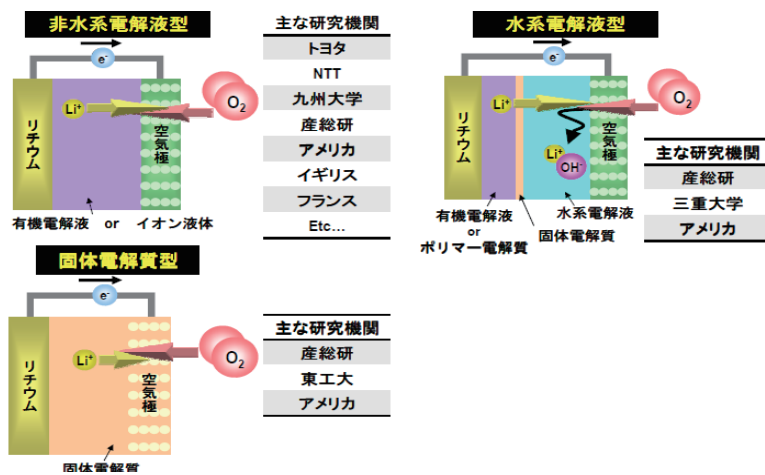 非水系電解液型
e⁻
Li⁺
O₂
リチウム
空気極
有機電解液 or イオン液体
主な研究機関
トヨタ
NTT
九州大学
産総研
アメリカ
イギリス
フランス
Etc…
水系電解液型
e⁻
Li⁺
O₂
リチウム
空気極
Li⁺
OH⁻
有機電解液
or
ポリマー電解質
固体電解質
水系電解液
主な研究機関
産総研
三重大学
アメリカ
固体電解質型
e⁻
Li⁺
O₂
リチウム
空気極
固体電解質
主な研究機関
産総研
東工大
アメリカ